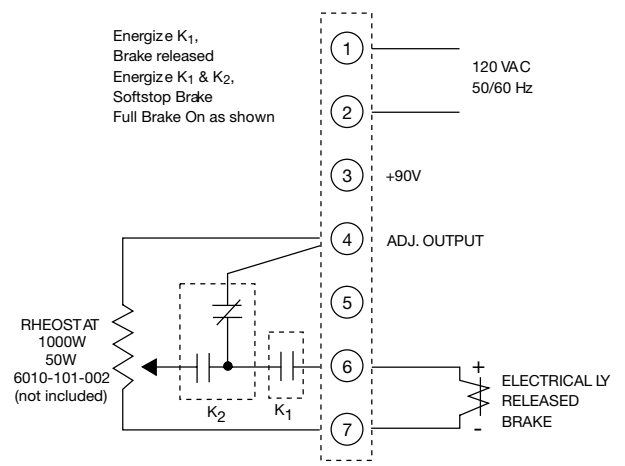 Energize K1,
Brake released
Energize K1 & K2,
Softstop Brake
Full Brake On as shown
1
120 VAC
50/60 Hz
2
3
+90V
4
ADJ. OUTPUT
5
RHEOSTAT
1000W
50W
6010-101-002
(not included)
K2
K1
6
+
ELECTRICALLY
RELEASED
BRAKE
-
7